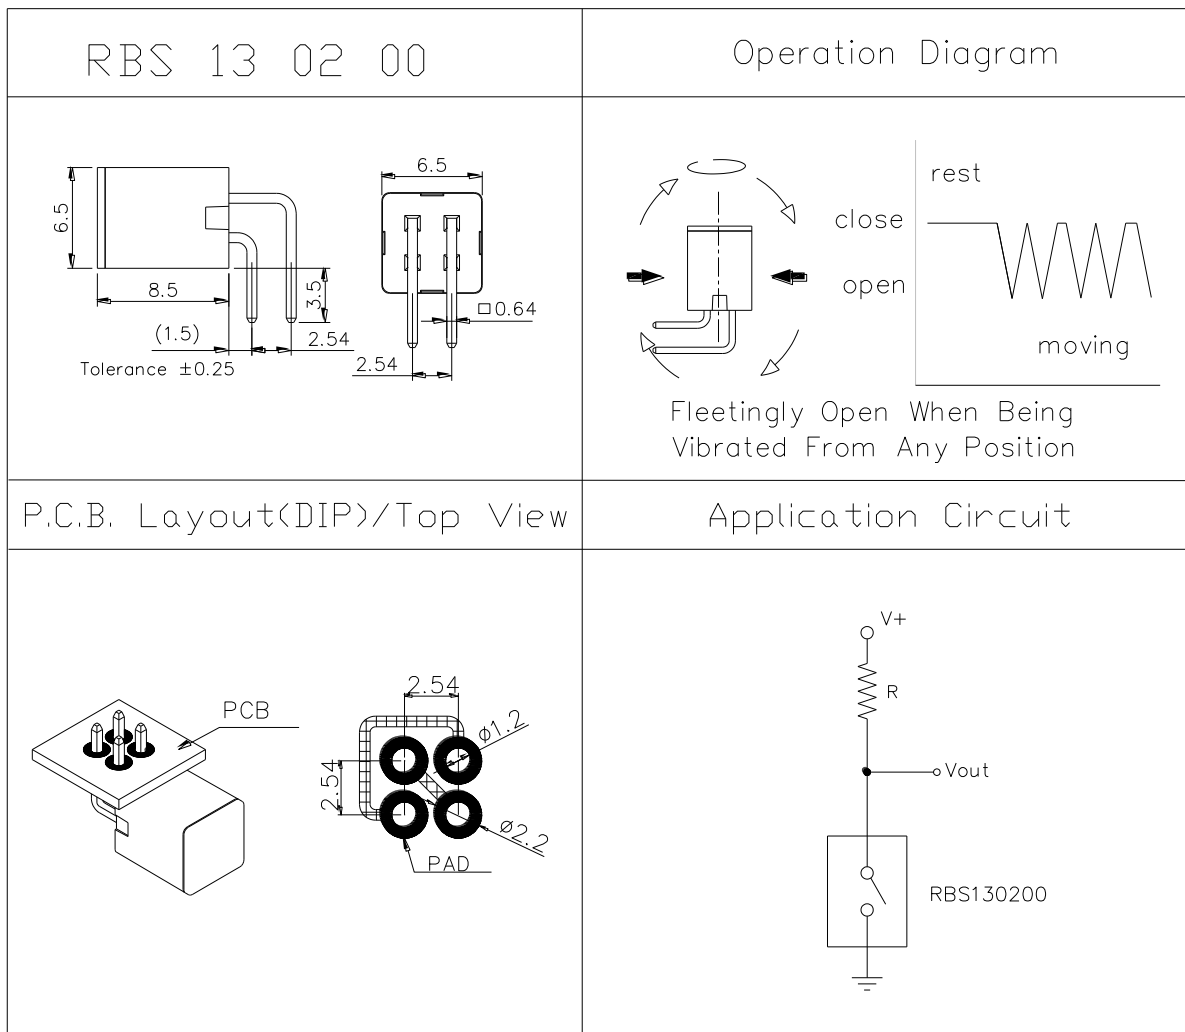 RBS 13 02 00
Operation Diagram
6.5
8.5
(1.5)
3.5
2.54
Tolerance ±0.25
6.5
□0.64
2.54
rest
close
open
moving
Fleetingly Open When Being
Vibrated From Any Position
P.C.B. Layout(DIP)/Top View
Application Circuit
PCB
2.54
2.54
ø1.2
ø2.2
PAD
V+
R
Vout
RBS130200